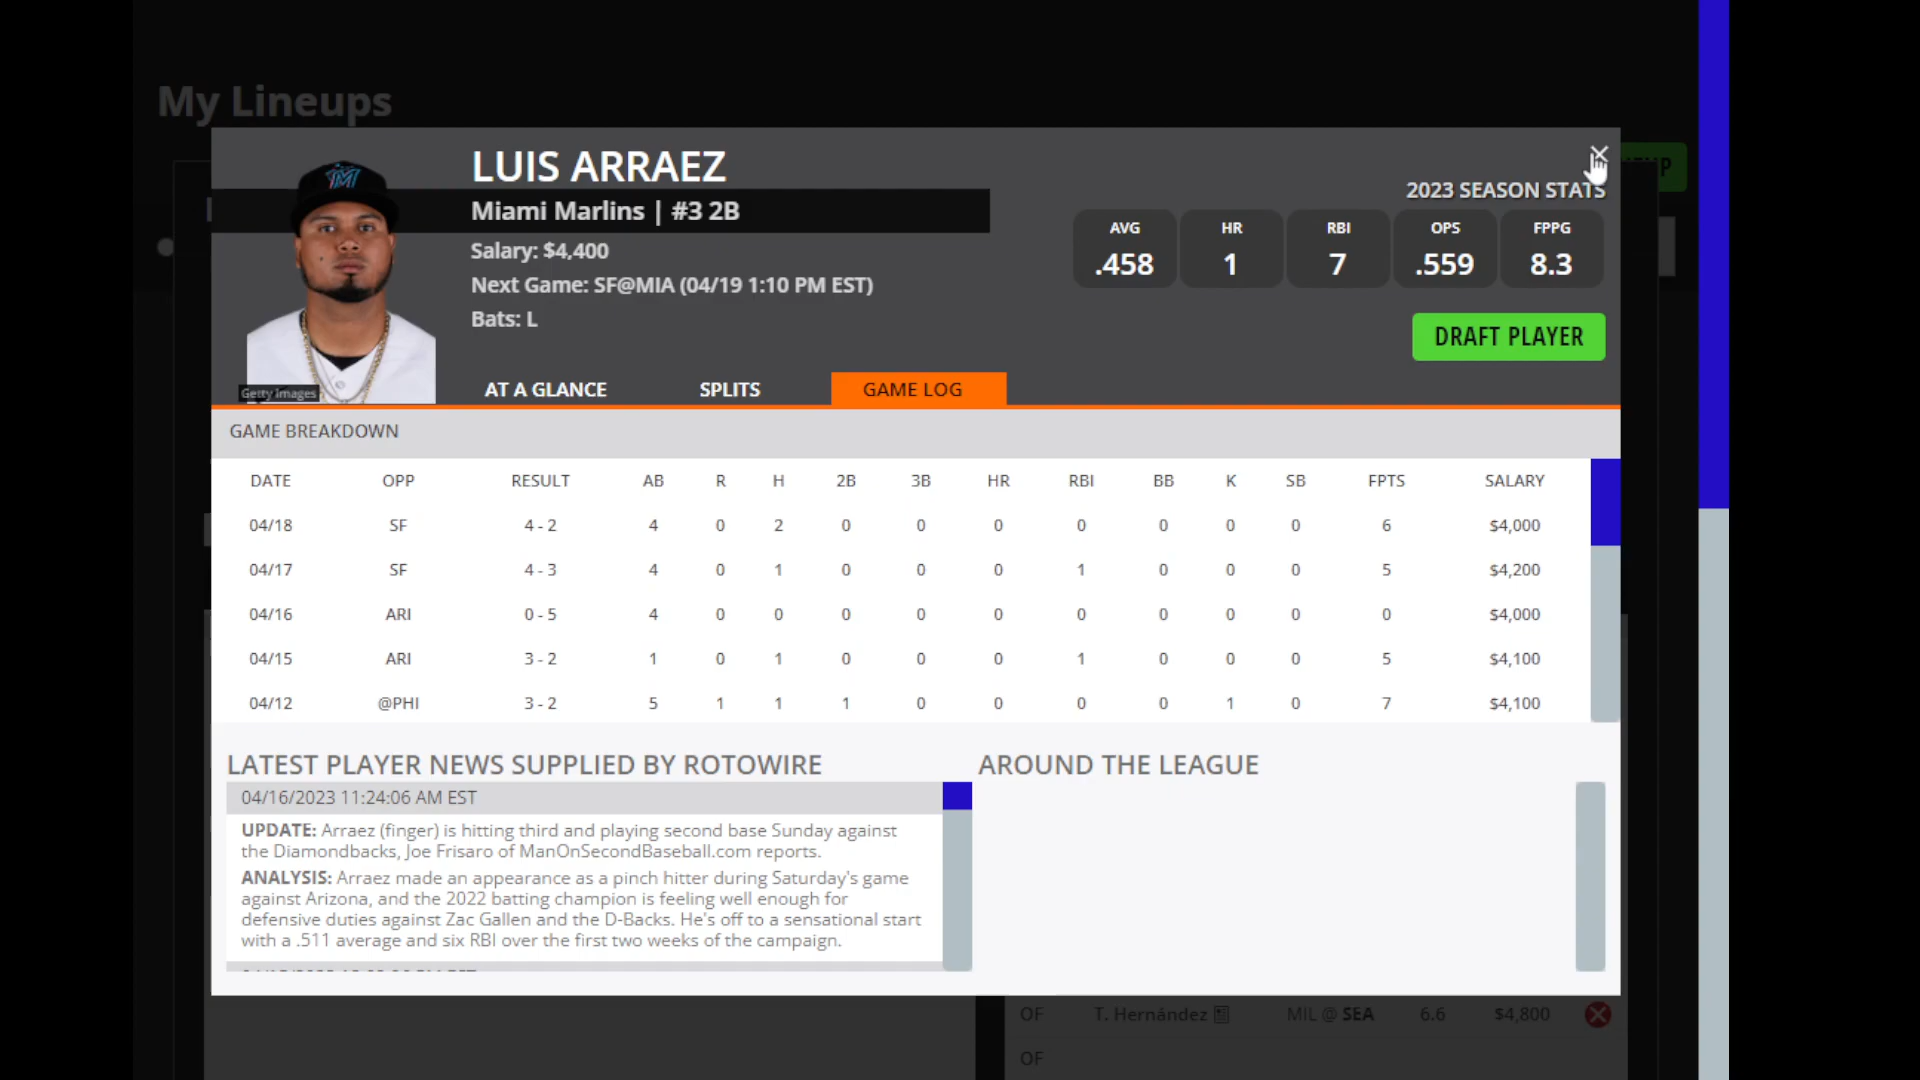 My Lineups
LUIS ARRAEZ
Miami Marlins | #3 2B
Salary: $4,400
Next Game: SF@MIA (04/19 1:10 PM EST)
Bats: L
Getty Images
2023 SEASON STATS
AVG HR RBI OPS FPPG
.458 1 7 .559 8.3
DRAFT PLAYER
AT A GLANCE SPLITS GAME LOG
GAME BREAKDOWN
DATE OPP RESULT AB R H 2B 3B HR RBI BB K SB FPTS SALARY
04/18 SF 4 - 2 4 0 2 0 0 0 0 0 0 0 6 $4,000
04/17 SF 4 - 3 4 0 1 0 0 0 1 0 0 0 5 $4,200
04/16 ARI 0 - 5 4 0 0 0 0 0 0 0 0 0 0 $4,000
04/15 ARI 3 - 2 1 0 1 0 0 0 1 0 0 0 5 $4,100
04/12 @PHI 3 - 2 5 1 1 1 0 0 0 0 1 0 7 $4,100
LATEST PLAYER NEWS SUPPLIED BY ROTOWIRE
04/16/2023 11:24:06 AM EST
UPDATE: Arraez (finger) is hitting third and playing second base Sunday against
the Diamondbacks, Joe Frisaro of ManOnSecondBaseball.com reports.
ANALYSIS: Arraez made an appearance as a pinch hitter during Saturday's game
against Arizona, and the 2022 batting champion is feeling well enough for
defensive duties against Zac Gallen and the D-Backs. He's off to a sensational start
with a .511 average and six RBI over the first two weeks of the campaign.
AROUND THE LEAGUE
OF T. Hernández MIL @ SEA 6.6 $4,800
OF